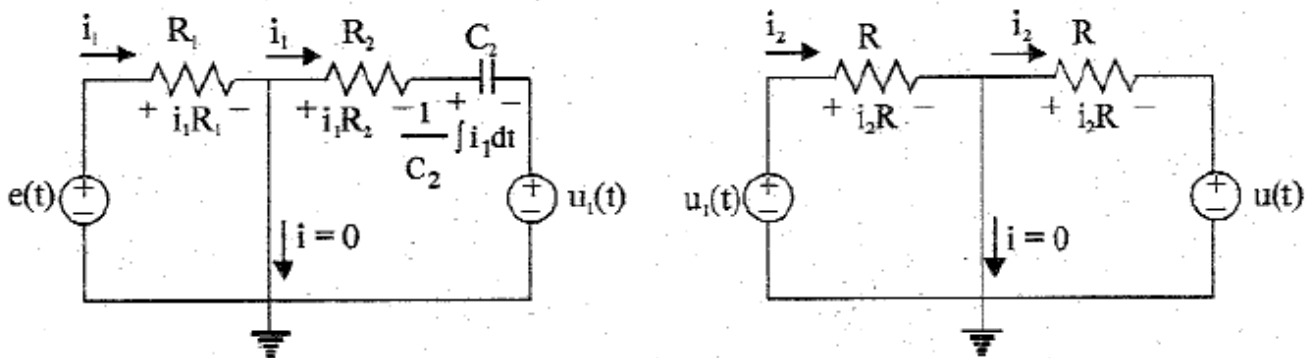 i₁ R₁ i₁ R₂ C₂
+ i₁R₁ − + i₁R₂ − + −
1/C₂ ∫ i₁dt
e(t) + − + − u₁(t)
i = 0
i₂ R i₂ R
+ i₂R − + i₂R −
u₁(t) + − + − u(t)
i = 0